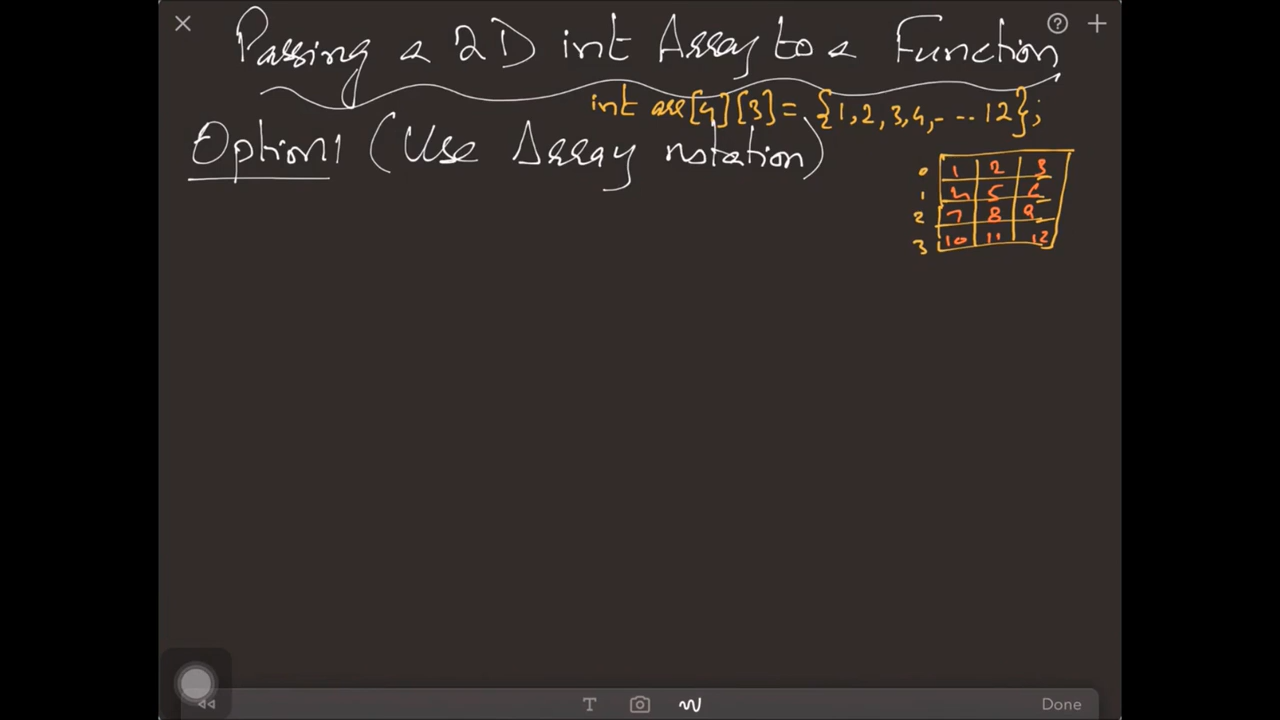 Passing a 2D int Array to a Function
int arr[4][3] = {1,2,3,4,-...12};
Option1 (Use Array notation)
0 1 2 3
1 4 5 6
2 7 8 9
3 10 11 12
T Done